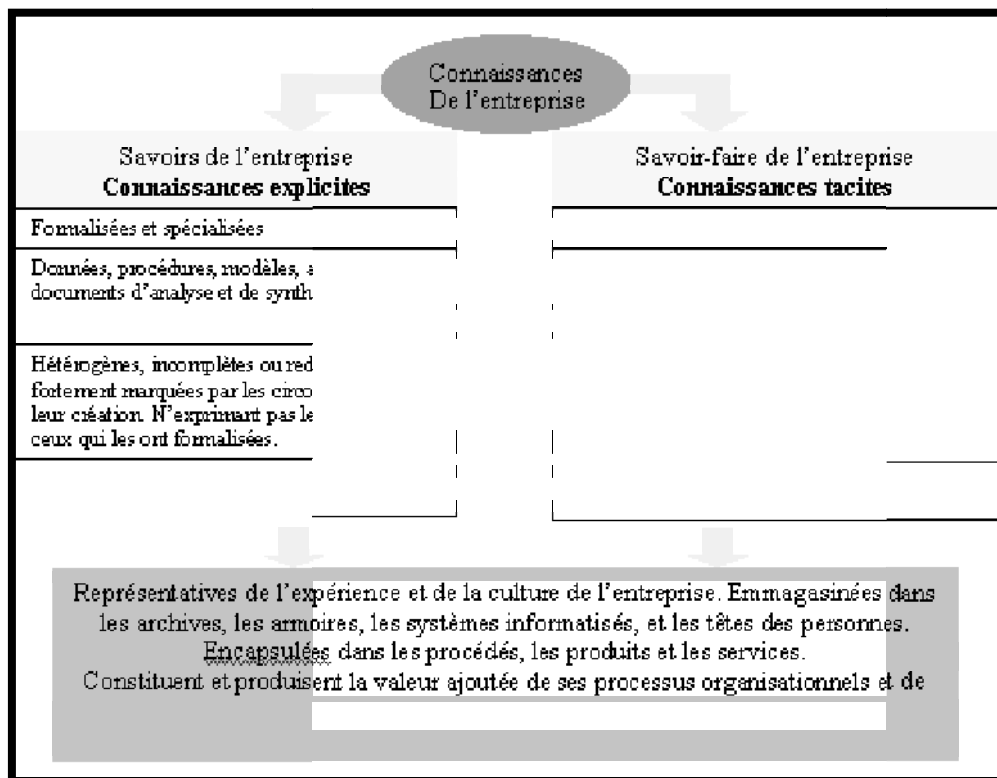 Connaissances
De l'entreprise
Savoirs de l'entreprise
Connaissances explicites
Savoir-faire de l'entreprise
Connaissances tacites
Formalisées et spécialisées
Données, procédures, modèles,
documents d'analyse et de
Hétérogènes, incomplètes ou
fortement marquées par les
leur création. N'exprimant pas
ceux qui les ont formalisées.
Représentatives de l'expérience et de la culture de l'entreprise. Emmagasinées dans
les archives, les armoires, les systèmes informatisés, et les têtes des personnes.
Encapsulées dans les procédés, les produits et les services.
Constituent et produisent la valeur ajoutée de ses processus organisationnels et de